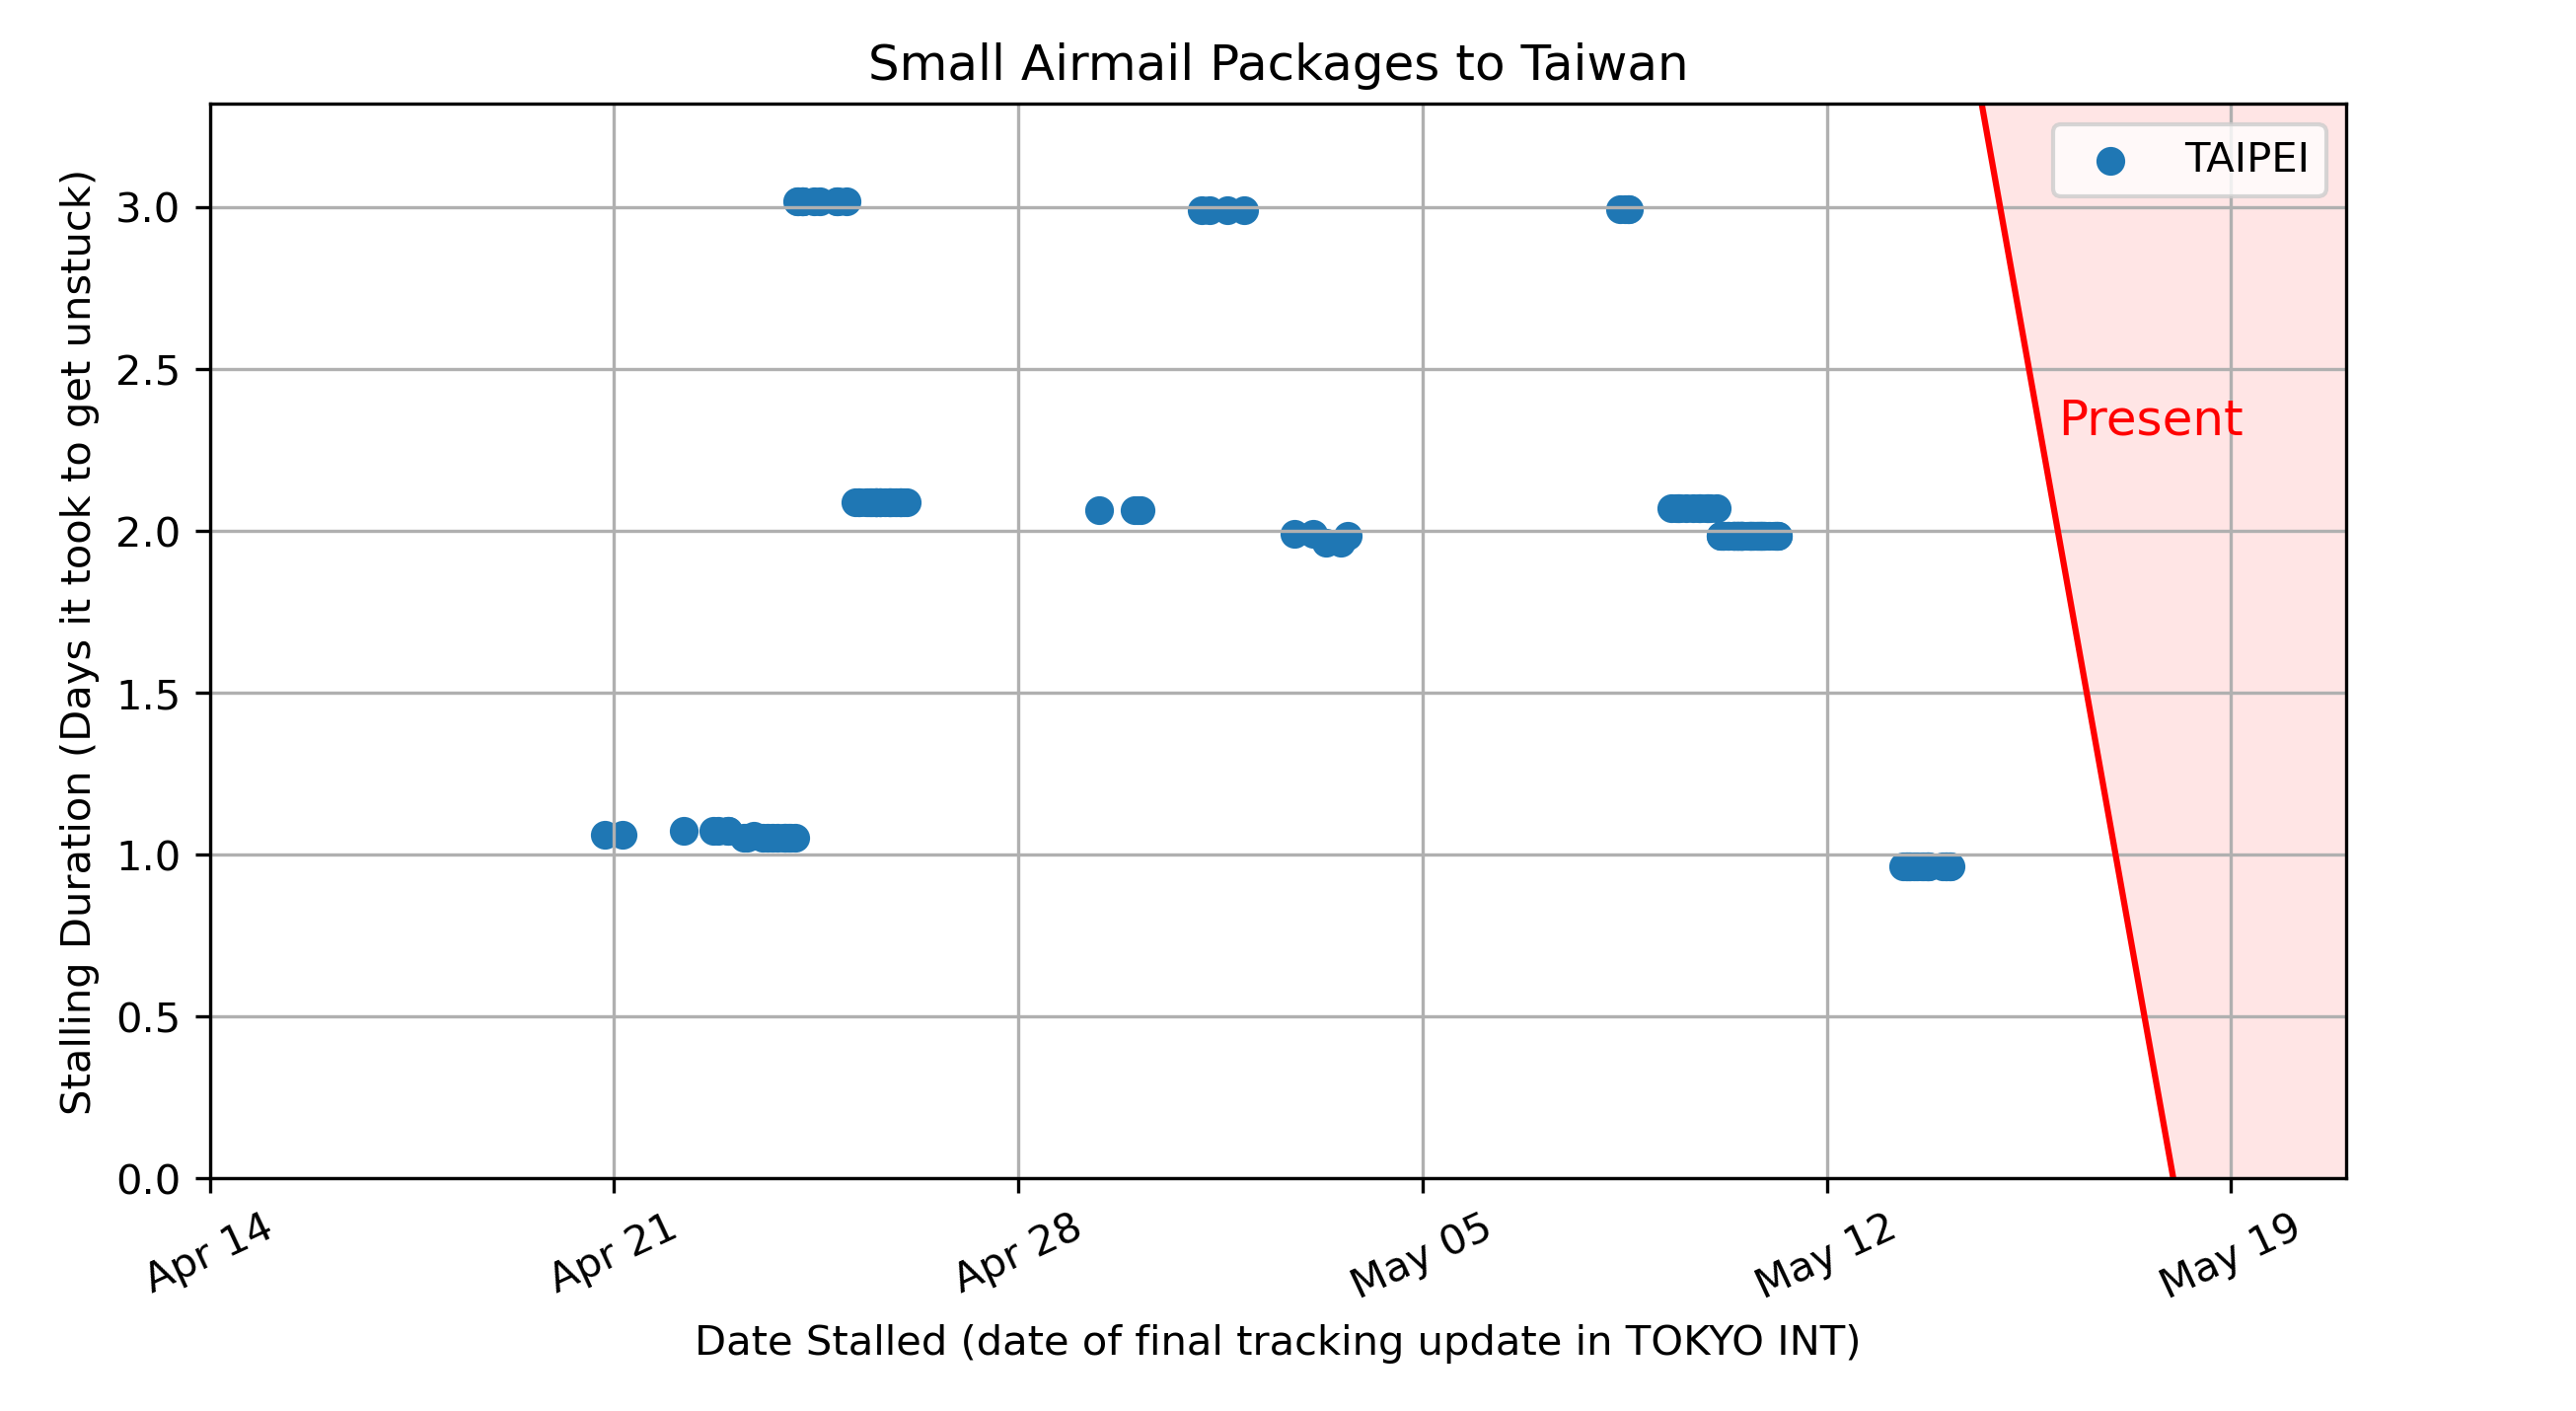 Small Airmail Packages to Taiwan
TAIPEI
Present
Stalling Duration (Days it took to get unstuck)
3.0
2.5
2.0
1.5
1.0
0.5
0.0
Apr 14
Apr 21
Apr 28
May 05
May 12
May 19
Date Stalled (date of final tracking update in TOKYO INT)